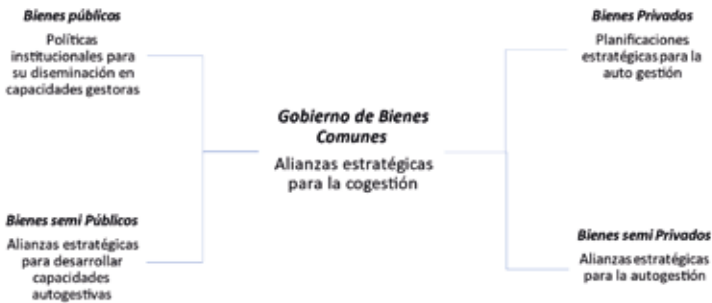 Bienes públicos
Políticas
institucionales para
su diseminación en
capacidades gestoras
Bienes semi Públicos
Alianzas estratégicas
para desarrollar
capacidades
autogestivas
Gobierno de Bienes
Comunes
Alianzas estratégicas
para la cogestión
Bienes Privados
Planificaciones
estratégicas para la
auto gestión
Bienes semi Privados
Alianzas estratégicas
para la autogestión